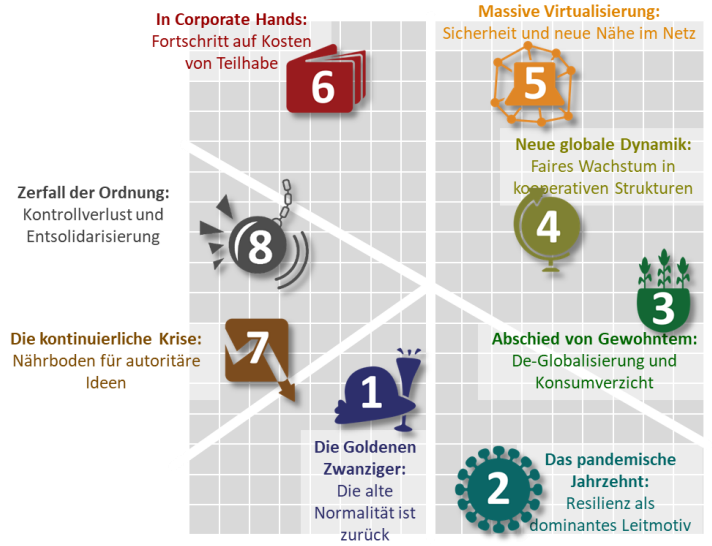 In Corporate Hands:
Fortschritt auf Kosten
von Teilhabe
6
Massive Virtualisierung:
Sicherheit und neue Nähe im Netz
5
Neue globale Dynamik:
Faires Wachstum in
kooperativen Strukturen
4
Zerfall der Ordnung:
Kontrollverlust und
Entsolidarisierung
8
3
Abschied von Gewohntem:
De-Globalisierung und
Konsumverzicht
Die kontinuierliche Krise:
Nährboden für autoritäre
Ideen
7
1
Die Goldenen
Zwanziger:
Die alte
Normalität ist
zurück
2
Das pandemische
Jahrzehnt:
Resilienz als
dominantes Leitmotiv